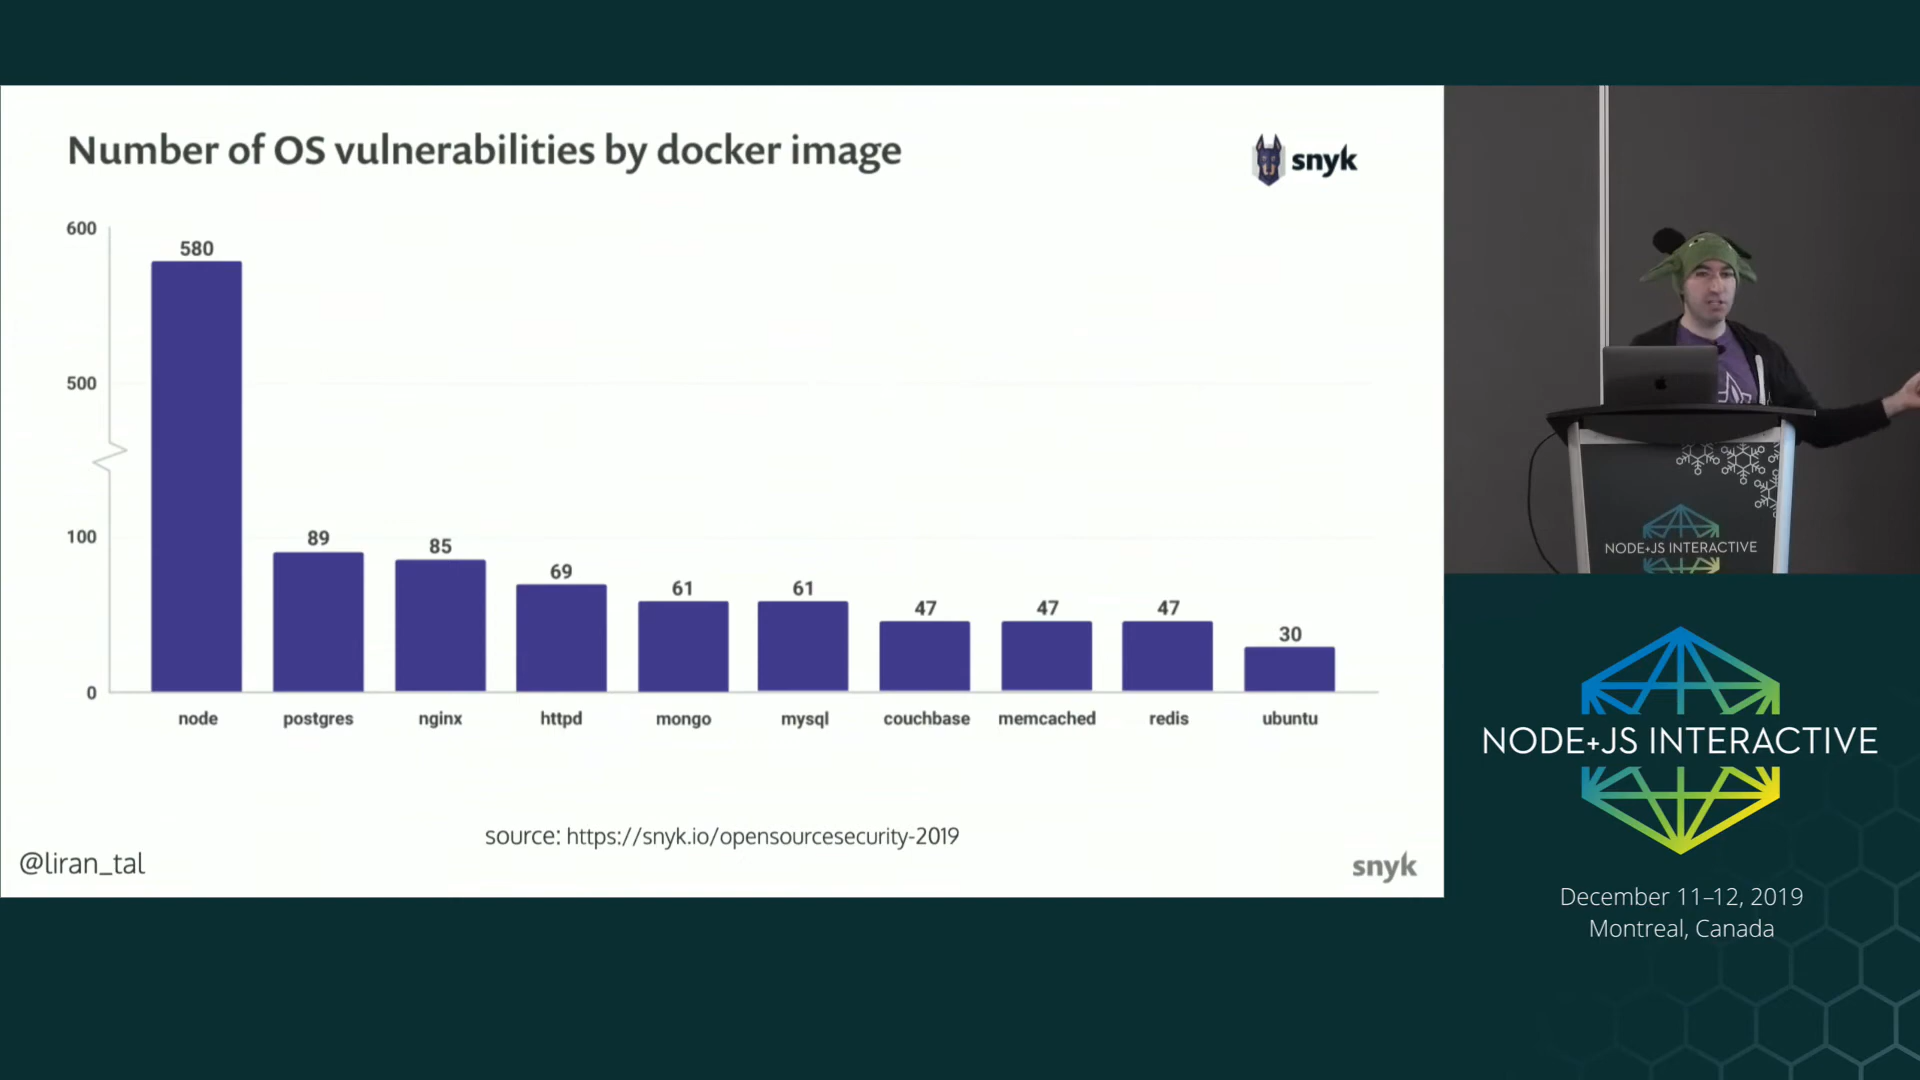 Number of OS vulnerabilities by docker image
snyk
600
500
100
0
580
89
85
69
61
61
47
47
47
30
node
postgres
nginx
httpd
mongo
mysql
couchbase
memcached
redis
ubuntu
source: https://snyk.io/opensourcesecurity-2019
@liran_tal
snyk
NODE+JS INTERACTIVE
NODE+JS INTERACTIVE
December 11–12, 2019
Montreal, Canada